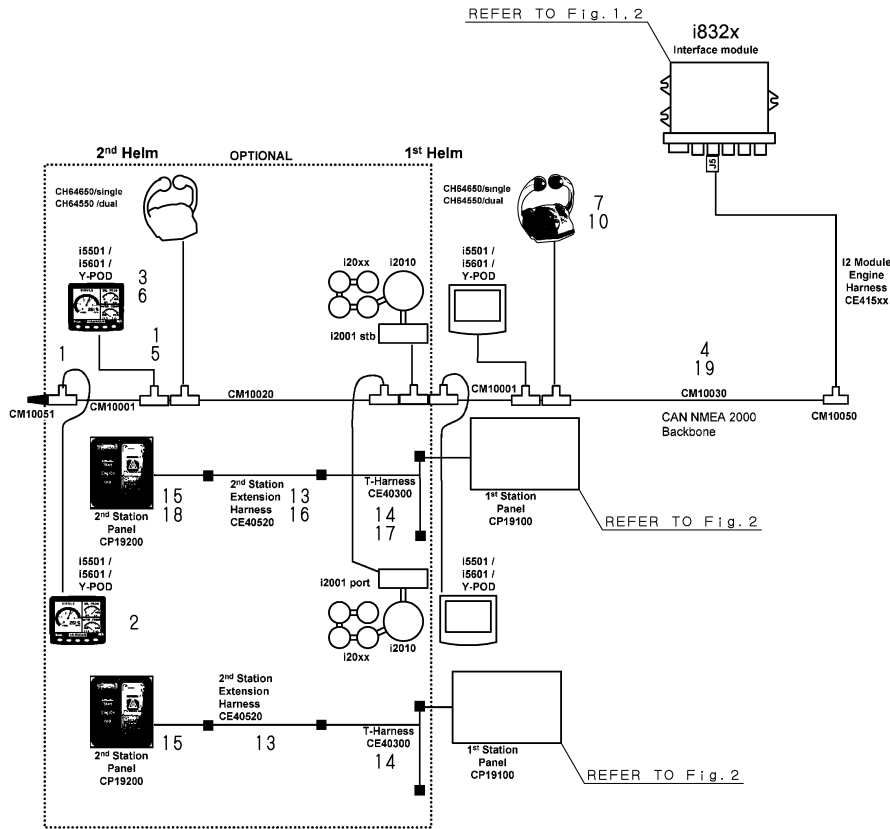 REFER TO Fig. 1, 2
i832x
Interface module
J5
2nd Helm
OPTIONAL
1st Helm
CH64650/single
CH64550 /dual
CH64650/single
CH64550/dual
7
10
i5501 /
i5601 /
Y-POD
3
6
i20xx
i2010
i2001 stb
i5501 /
i5601 /
Y-POD
I2 Module
Engine
Harness
CE415xx
1
1
5
4
19
CM10051
CM10001
CM10020
CM10001
CM10030
CM10050
CAN NMEA 2000
Backbone
2nd Station
Panel
CP19200
15
18
2nd Station
Extension
Harness
CE40520
13
16
T-Harness
CE40300
14
17
1st Station
Panel
CP19100
REFER TO Fig. 2
i5501 /
i5601 /
Y-POD
2
i2001 port
i20xx
i2010
i5501 /
i5601 /
Y-POD
2nd Station
Panel
CP19200
15
2nd Station
Extension
Harness
CE40520
13
T-Harness
CE40300
14
1st Station
Panel
CP19100
REFER TO Fig. 2